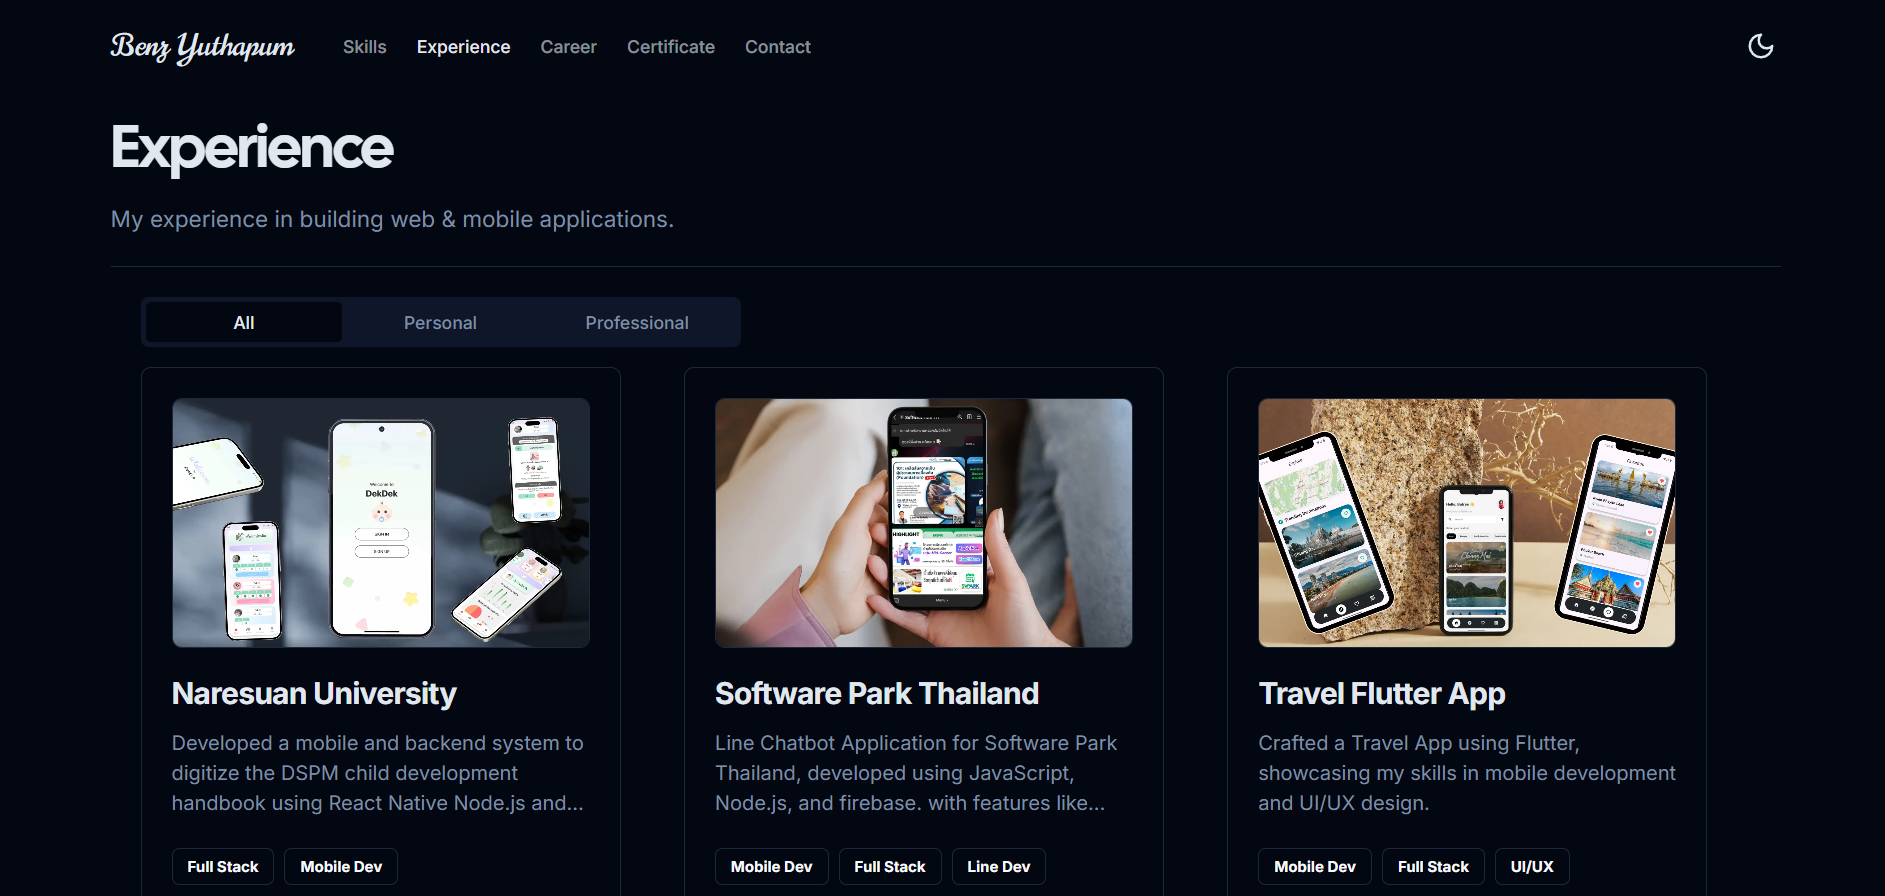 Benz Yuthapum
Skills
Experience
Career
Certificate
Contact
Experience
My experience in building web & mobile applications.
All
Personal
Professional
Welcome to
DekDek
SIGN IN
SIGN UP
HIGHLIGHT
Naresuan University
Developed a mobile and backend system to
digitize the DSPM child development
handbook using React Native Node.js and...
Full Stack
Mobile Dev
Software Park Thailand
Line Chatbot Application for Software Park
Thailand, developed using JavaScript,
Node.js, and firebase. with features like...
Mobile Dev
Full Stack
Line Dev
Travel Flutter App
Crafted a Travel App using Flutter,
showcasing my skills in mobile development
and UI/UX design.
Mobile Dev
Full Stack
UI/UX